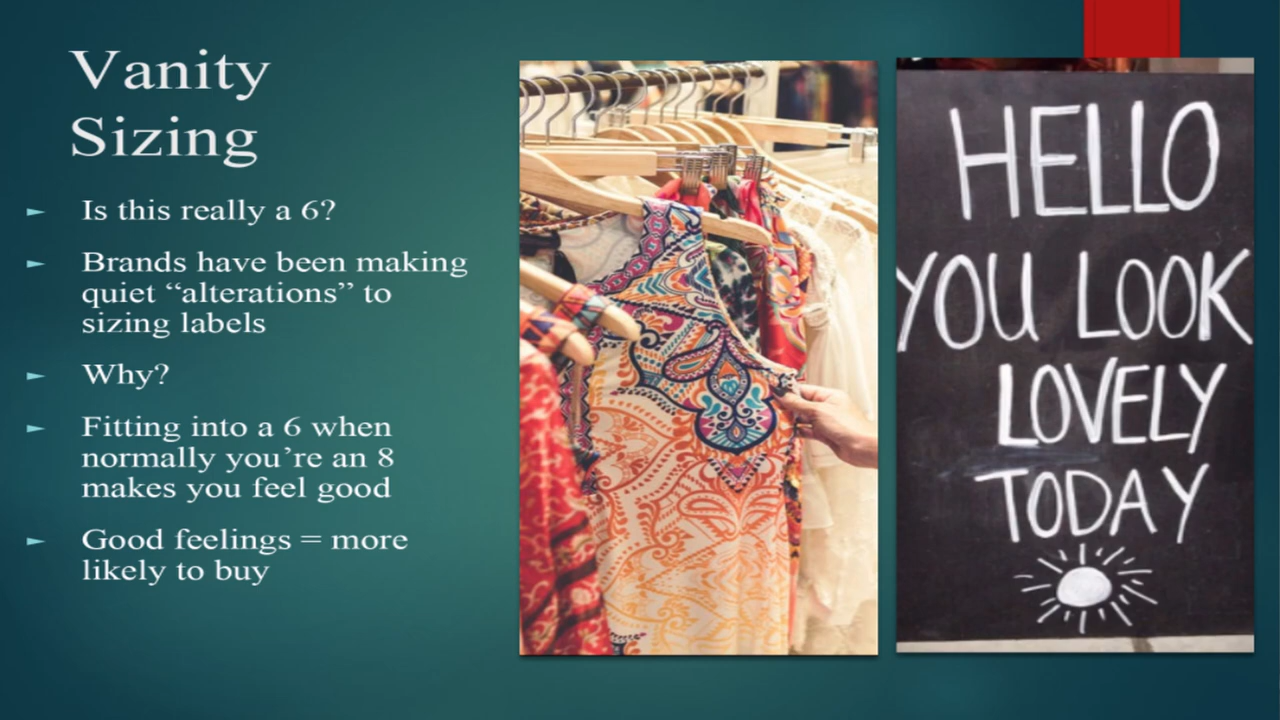 Vanity
Sizing
► Is this really a 6?
► Brands have been making
quiet “alterations” to
sizing labels
► Why?
► Fitting into a 6 when
normally you’re an 8
makes you feel good
► Good feelings = more
likely to buy
HELLO
YOU LOOK
LOVELY
TODAY